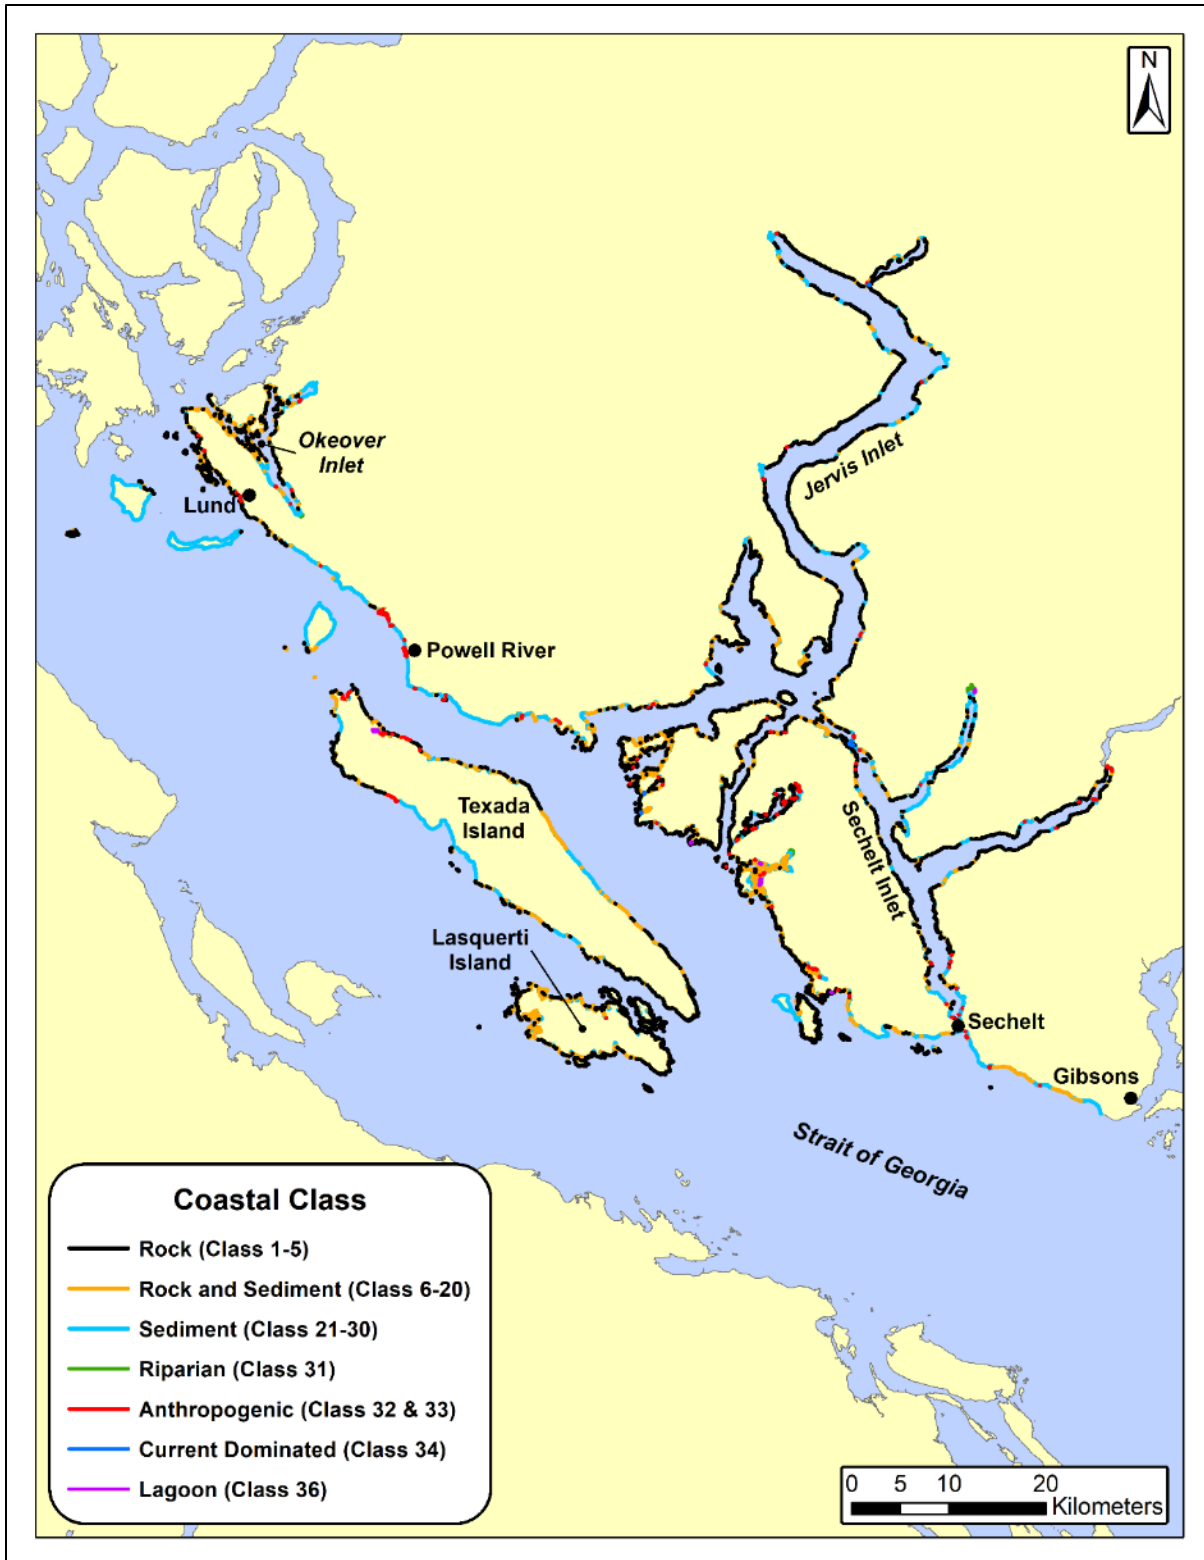 N
Okeover
Inlet
Lund
Jervis Inlet
Powell River
Texada
Island
Sechelt Inlet
Lasquerti
Island
Sechelt
Gibsons
Strait of Georgia
Coastal Class
Rock (Class 1-5)
Rock and Sediment (Class 6-20)
Sediment (Class 21-30)
Riparian (Class 31)
Anthropogenic (Class 32 & 33)
Current Dominated (Class 34)
Lagoon (Class 36)
0 5 10 20
Kilometers